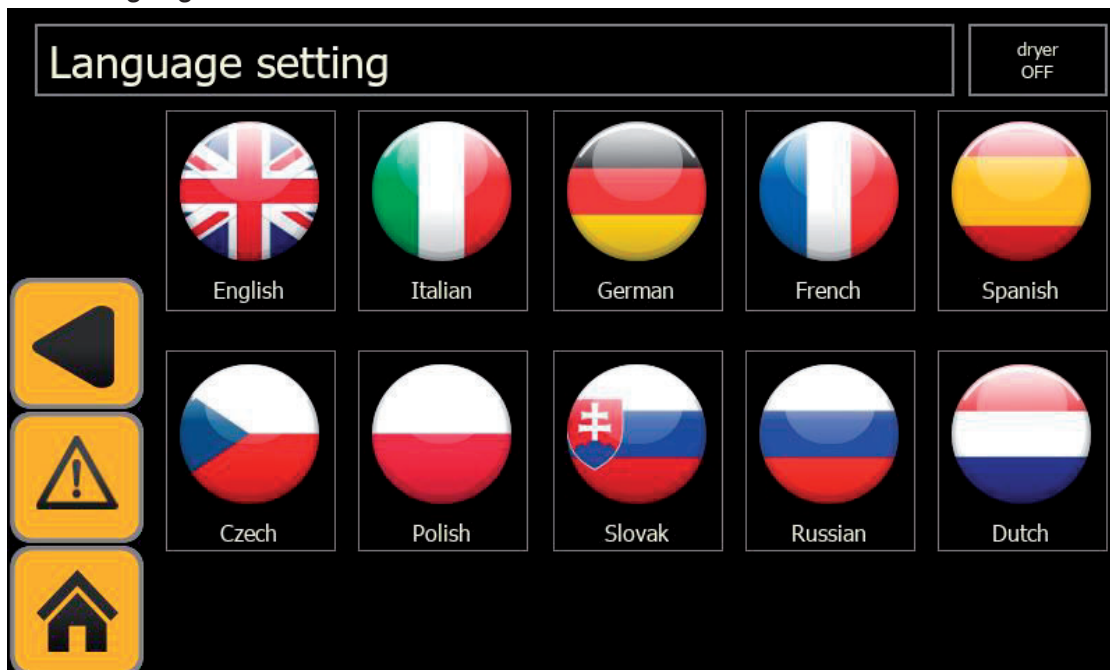 Language setting
dryer
OFF
English Italian German French Spanish
Czech Polish Slovak Russian Dutch